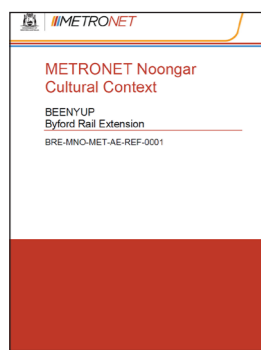 METRONET
METRONET Noongar
Cultural Context
BEENYUP
Byford Rail Extension
BRE-MNO-MET-AE-REF-0001